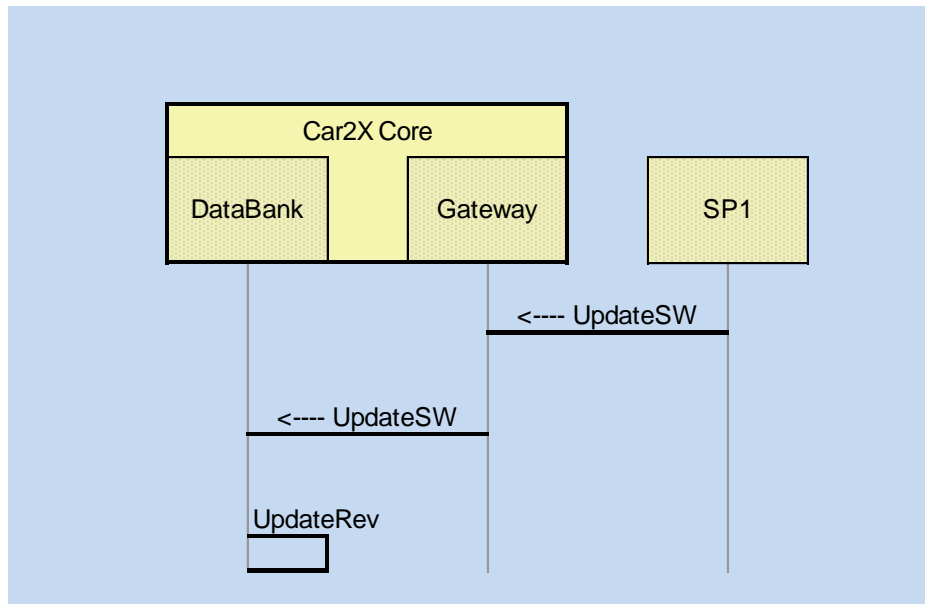 Car2X Core
DataBank
Gateway
SP1
<---- UpdateSW
<---- UpdateSW
UpdateRev